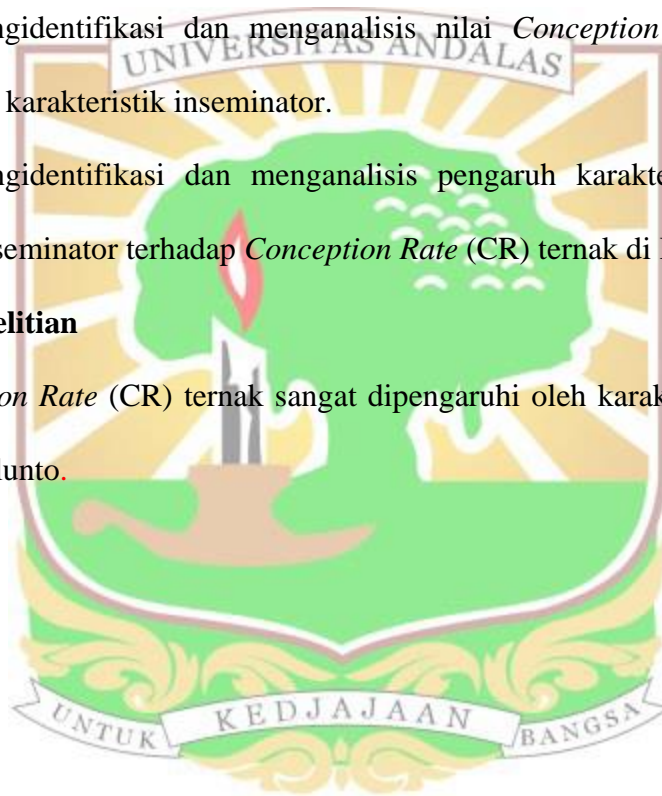 ngidentifikasi dan menganalisis nilai Conception
UNIVERSITAS ANDALAS
karakteristik inseminator.
ngidentifikasi dan menganalisis pengaruh karakte
seminator terhadap Conception Rate (CR) ternak di
elitian
on Rate (CR) ternak sangat dipengaruhi oleh karak
lunto.
UNTUK KEDJAJAAN BANGSA